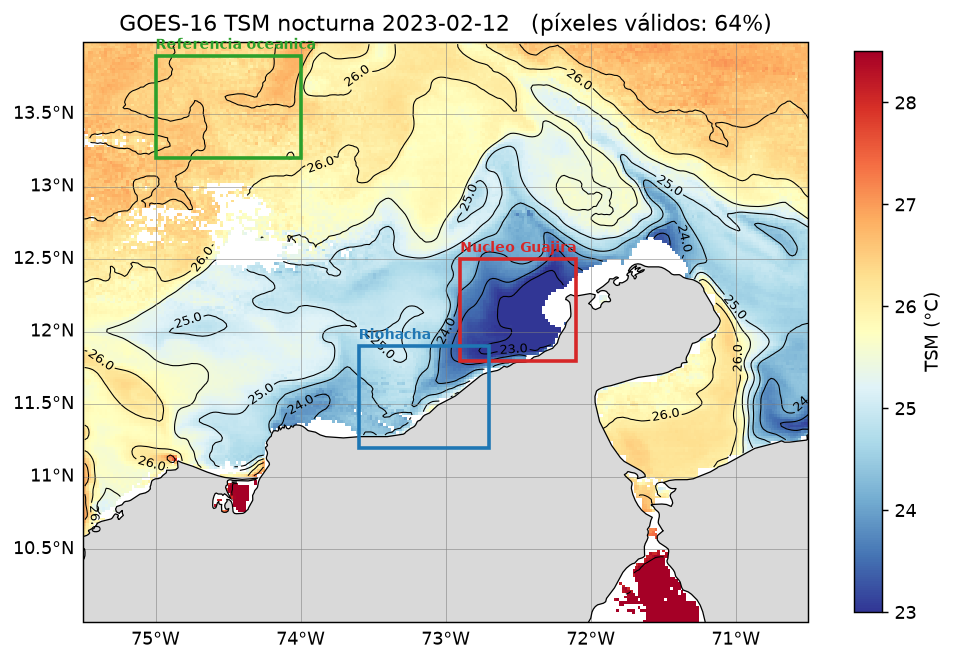 GOES-16 TSM nocturna 2023-02-12 (píxeles válidos: 64%)
Referencia oceánica
26.0
26.0
13.5°N
28
26.0
25.0
13°N
25.0
27
24.0
Núcleo Guajira
12.5°N
26.0
25.0
26
25.0
12°N
Riohacha
24.0
25.0
23.0
26.0
26.0
TSM (°C)
11.5°N
25.0
24.0
26.0
24
25
11°N
26.0
26.0
24
10.5°N
23
75°W
74°W
73°W
72°W
71°W